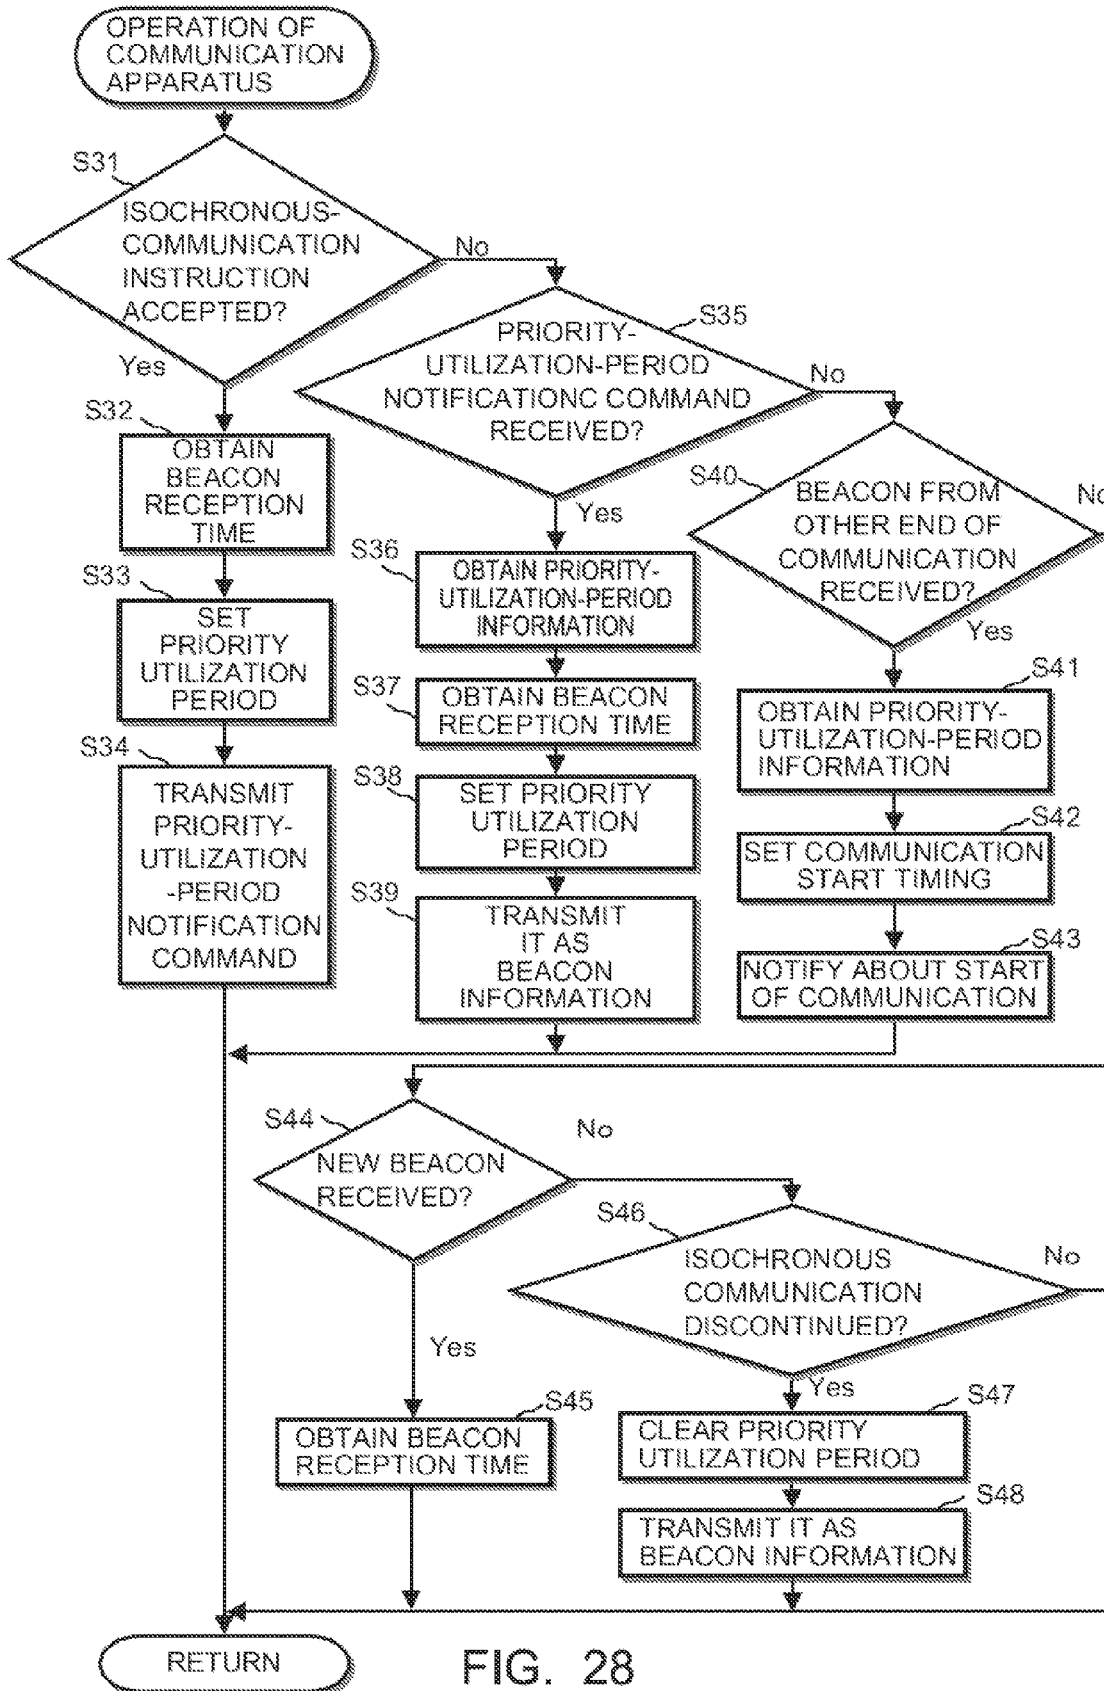 OPERATION OF
COMMUNICATION
APPARATUS
S31
ISOCHRONOUS-
COMMUNICATION
INSTRUCTION
ACCEPTED?
No
Yes
S35
PRIORITY-
UTILIZATION-PERIOD
NOTIFICATIONC COMMAND
RECEIVED?
No
Yes
S32
OBTAIN
BEACON
RECEPTION
TIME
S33
SET
PRIORITY
UTILIZATION
PERIOD
S34
TRANSMIT
PRIORITY-
UTILIZATION
-PERIOD
NOTIFICATION
COMMAND
S36
OBTAIN PRIORITY-
UTILIZATION-PERIOD
INFORMATION
S37
OBTAIN BEACON
RECEPTION TIME
S38
SET PRIORITY
UTILIZATION
PERIOD
S39
TRANSMIT
IT AS
BEACON
INFORMATION
S40
BEACON FROM
OTHER END OF
COMMUNICATION
RECEIVED?
No
Yes
S41
OBTAIN PRIORITY-
UTILIZATION-PERIOD
INFORMATION
S42
SET COMMUNICATION
START TIMING
S43
NOTIFY ABOUT START
OF COMMUNICATION
S44
NEW BEACON
RECEIVED?
No
Yes
S45
OBTAIN BEACON
RECEPTION TIME
S46
ISOCHRONOUS
COMMUNICATION
DISCONTINUED?
No
Yes
S47
CLEAR PRIORITY
UTILIZATION PERIOD
S48
TRANSMIT IT AS
BEACON INFORMATION
RETURN
FIG. 28